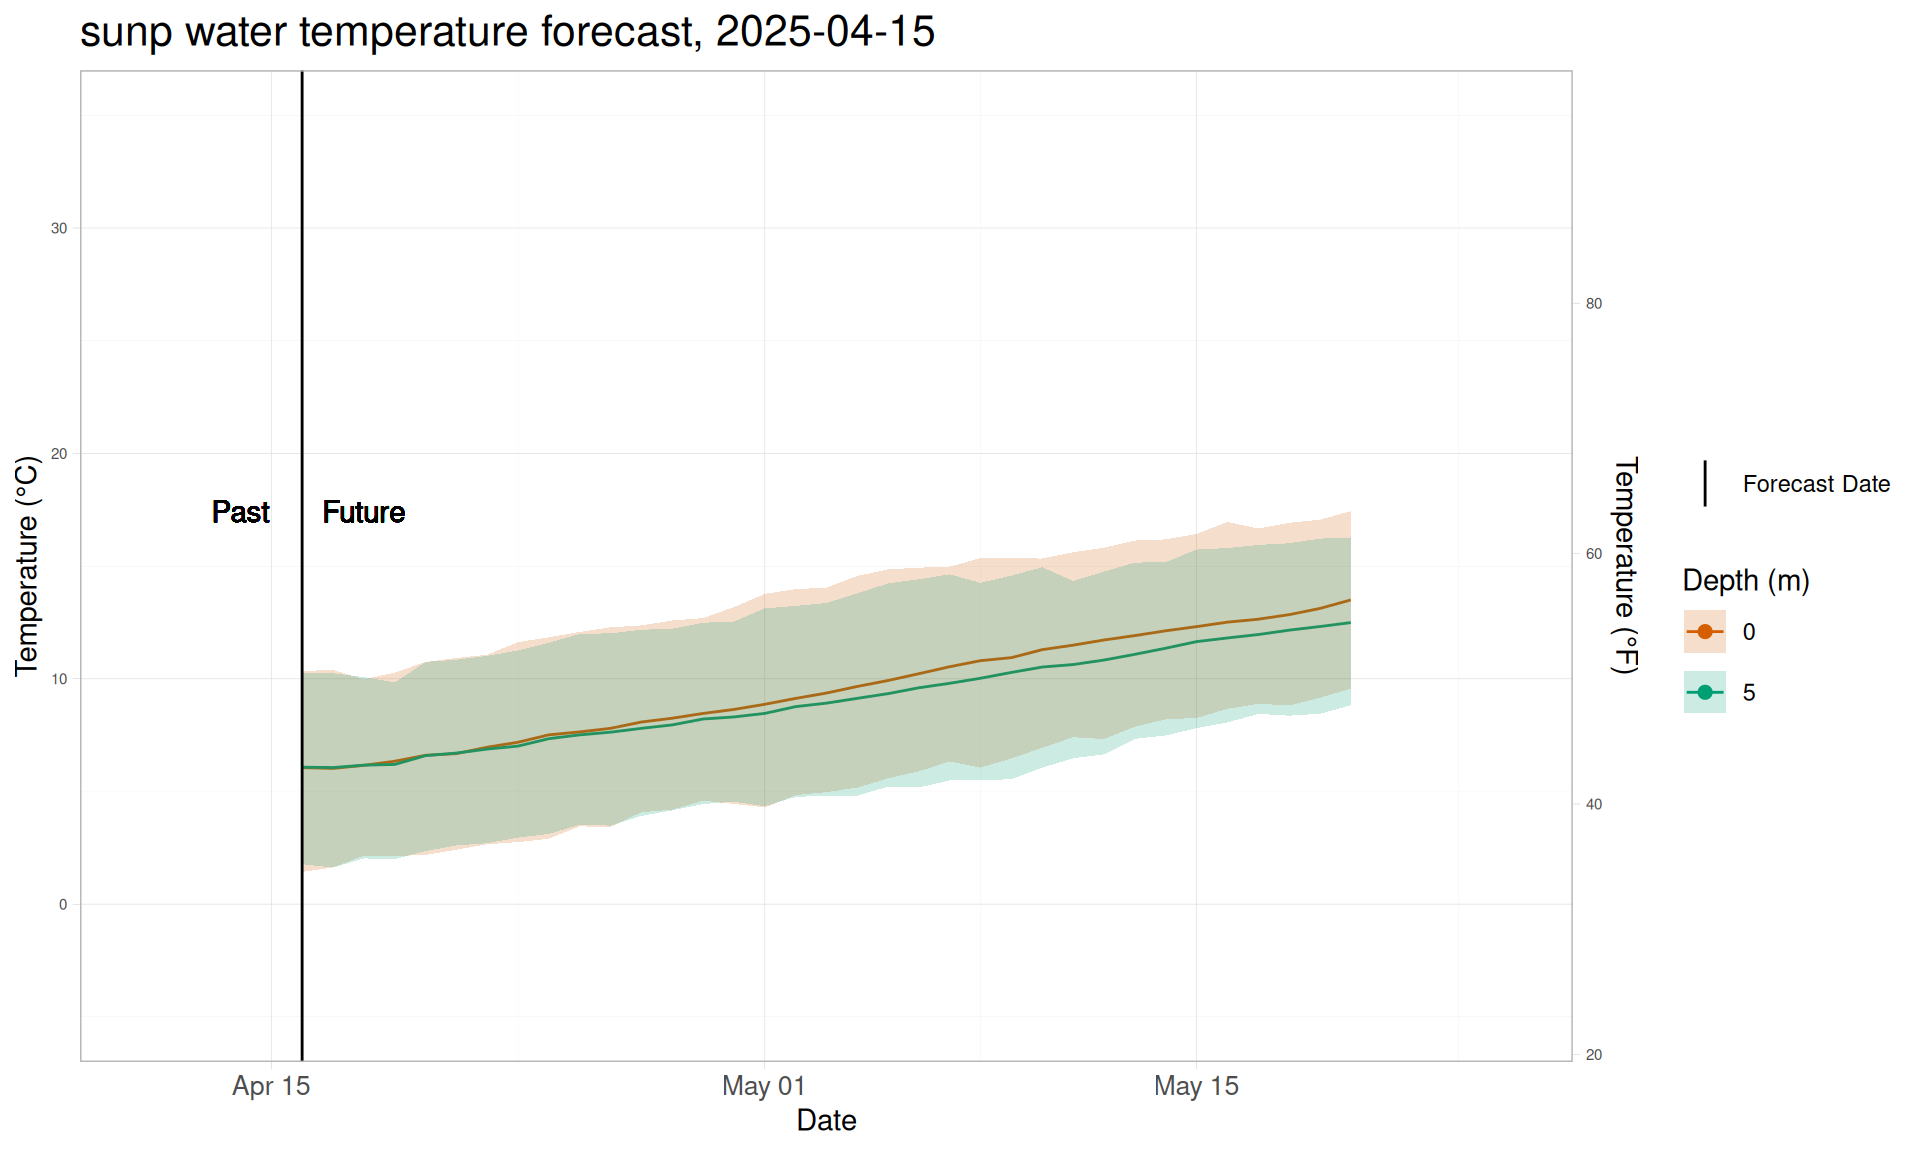 sunp water temperature forecast, 2025-04-15
Temperature (°C)
30
20
10
0
Past
Future
Apr 15
May 01
May 15
Date
80
60
40
20
Temperature (°F)
Forecast Date
Depth (m)
0
5